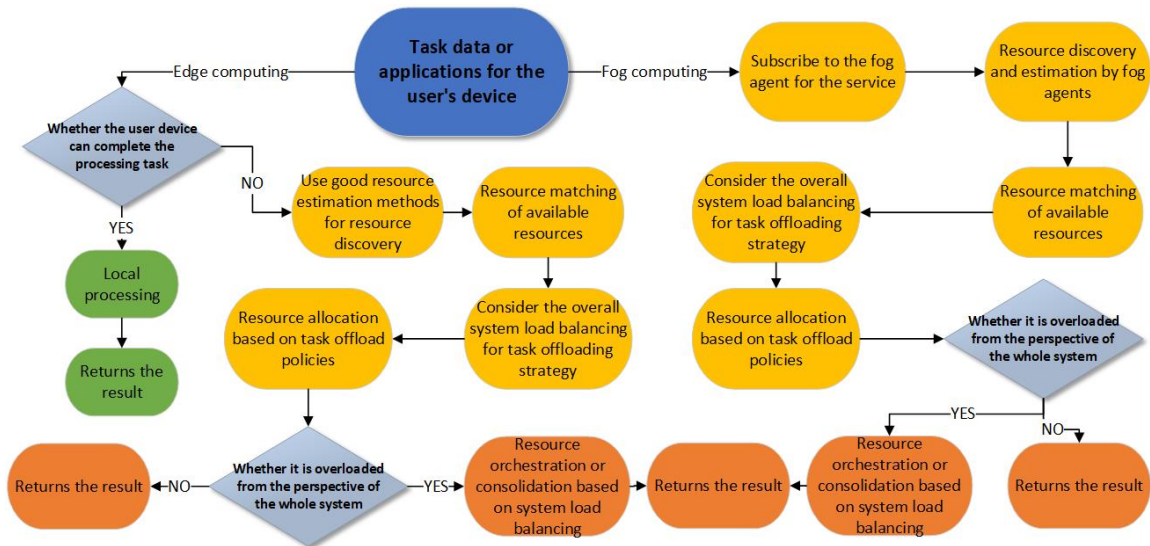 Task data or
applications for the
user's device
Edge computing
Fog computing
Subscribe to the fog
agent for the service
Resource discovery
and estimation by fog
agents
Whether the user device
can complete the
processing task
NO
Use good resource
estimation methods
for resource
discovery
Resource matching
of available
resources
Consider the overall
system load balancing
for task offloading
strategy
Resource matching
of available
resources
YES
Local
processing
Returns the
result
Resource allocation
based on task offload
policies
Consider the overall
system load balancing
for task offloading
strategy
Resource allocation
based on task offload
policies
Whether it is overloaded
from the perspective of
the whole system
YES
NO
Returns the result
NO
Whether it is overloaded
from the perspective of
the whole system
YES
Resource
orchestration or
consolidation based
on system load
balancing
Returns the result
Resource
orchestration or
consolidation based
on system load
balancing
Returns the result